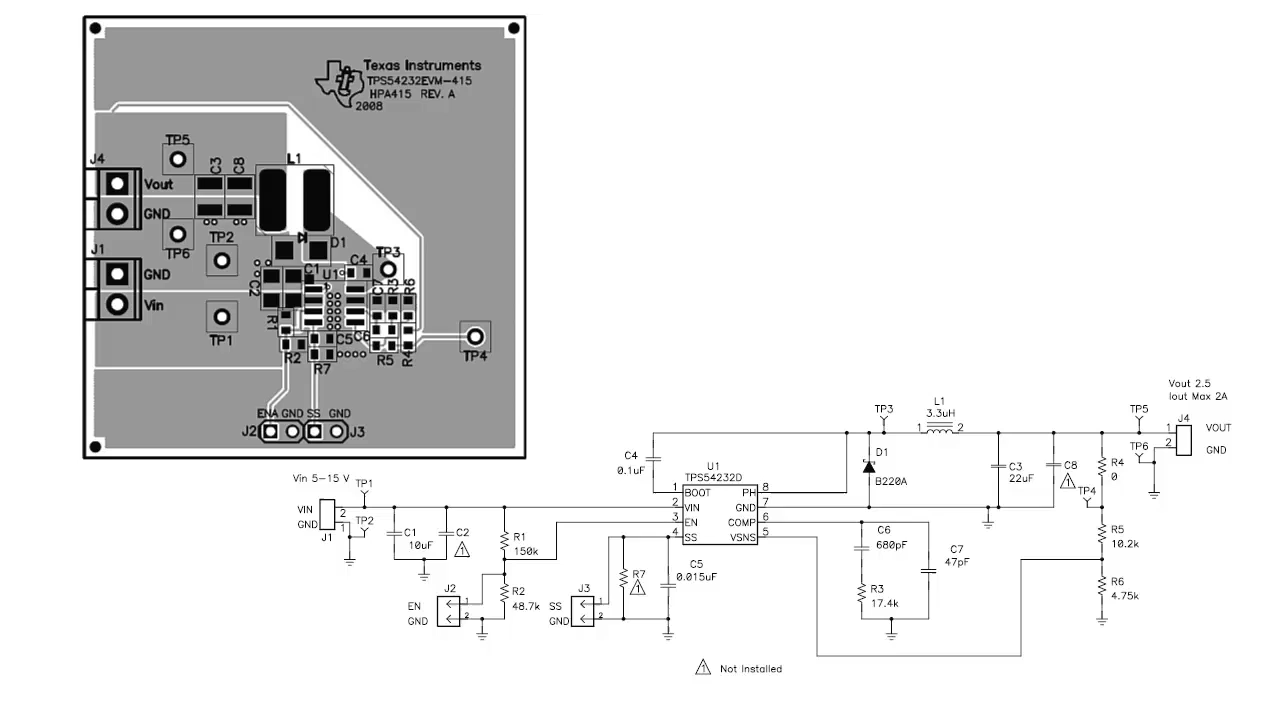 Texas Instruments
TPS54232EVM-415
HPA415 REV. A
2008
TP5
J4
C3
C8
L1
Vout
GND
TP6
TP2
D1
J1
TP3
GND
C1
C4
U1
C2
C7
R3
R6
Vin
1
R1
TP1
C5
C6
R2
R7
R5
R4
TP4
ENA GND SS GND
J2
J3
Vout 2.5
Iout Max 2A
TP3
L1
3.3uH
1
2
TP5
J4
1
VOUT
2
TP6
GND
C4
0.1uF
D1
B220A
C3
22uF
C8
1
R4
0
TP4
U1
TPS54232D
1
BOOT
PH
8
2
VIN
GND
7
3
EN
COMP
6
4
SS
VSNS
5
Vin 5-15 V
TP1
VIN
2
GND
1
J1
TP2
C1
10uF
C2
1
R1
150k
C6
680pF
C7
47pF
R5
10.2k
R3
17.4k
R6
4.75k
J2
EN
1
GND
2
R2
48.7k
J3
SS
1
GND
2
R7
1
C5
0.015uF
1 Not Installed